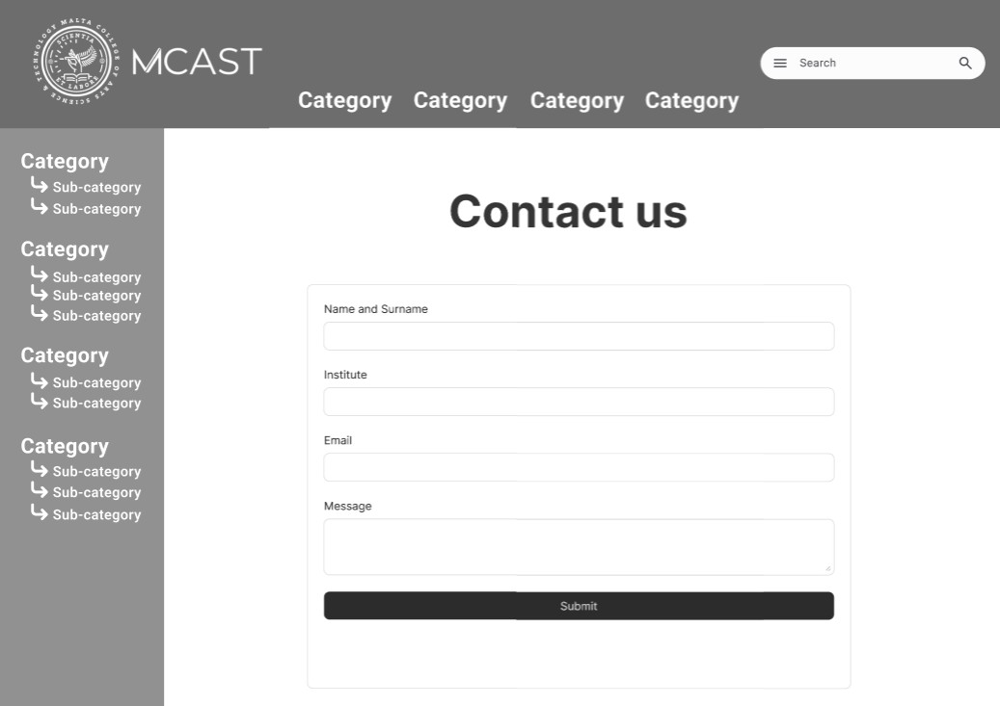 TECHNOLOGY MALTA COLLEGE OF ARTS SCIENCE &
SCIENTIA
ET LABORE
MCAST
Search
Category Category Category Category
Category
Sub-category
Sub-category
Category
Sub-category
Sub-category
Sub-category
Category
Sub-category
Sub-category
Category
Sub-category
Sub-category
Sub-category
Contact us
Name and Surname
Institute
Email
Message
Submit